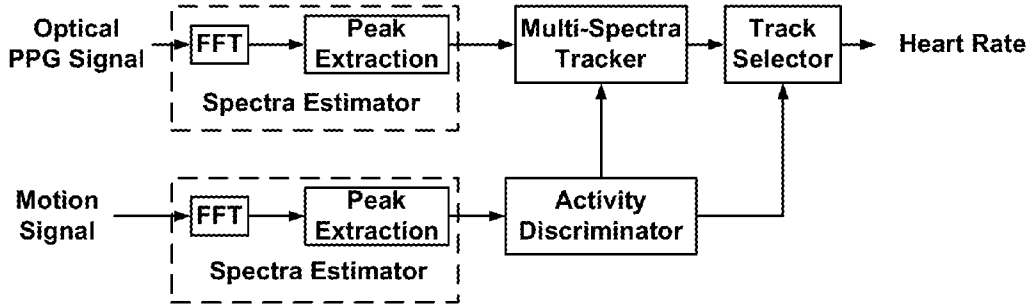 Optical
PPG Signal
FFT
Peak
Extraction
Spectra Estimator
Multi-Spectra
Tracker
Track
Selector
Heart Rate
Motion
Signal
FFT
Peak
Extraction
Spectra Estimator
Activity
Discriminator